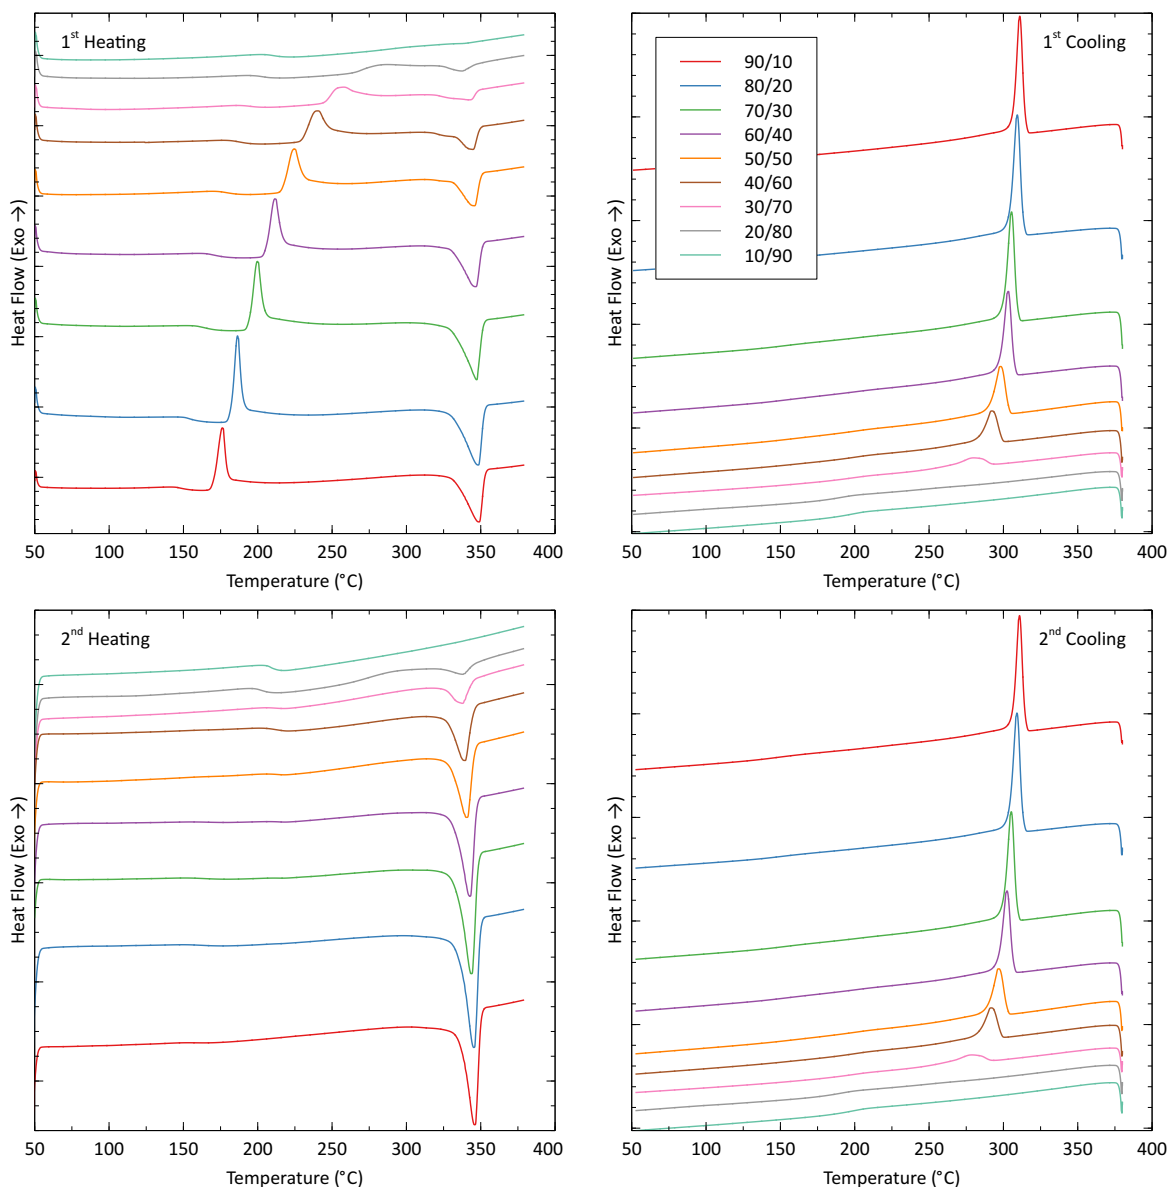 1st Heating
Heat Flow (Exo →)
50 100 150 200 250 300 350 400
Temperature (°C)
1st Cooling
90/10
80/20
70/30
60/40
50/50
40/60
30/70
20/80
10/90
Heat Flow (Exo →)
50 100 150 200 250 300 350 400
Temperature (°C)
2nd Heating
Heat Flow (Exo →)
50 100 150 200 250 300 350 400
Temperature (°C)
2nd Cooling
Heat Flow (Exo →)
50 100 150 200 250 300 350 400
Temperature (°C)